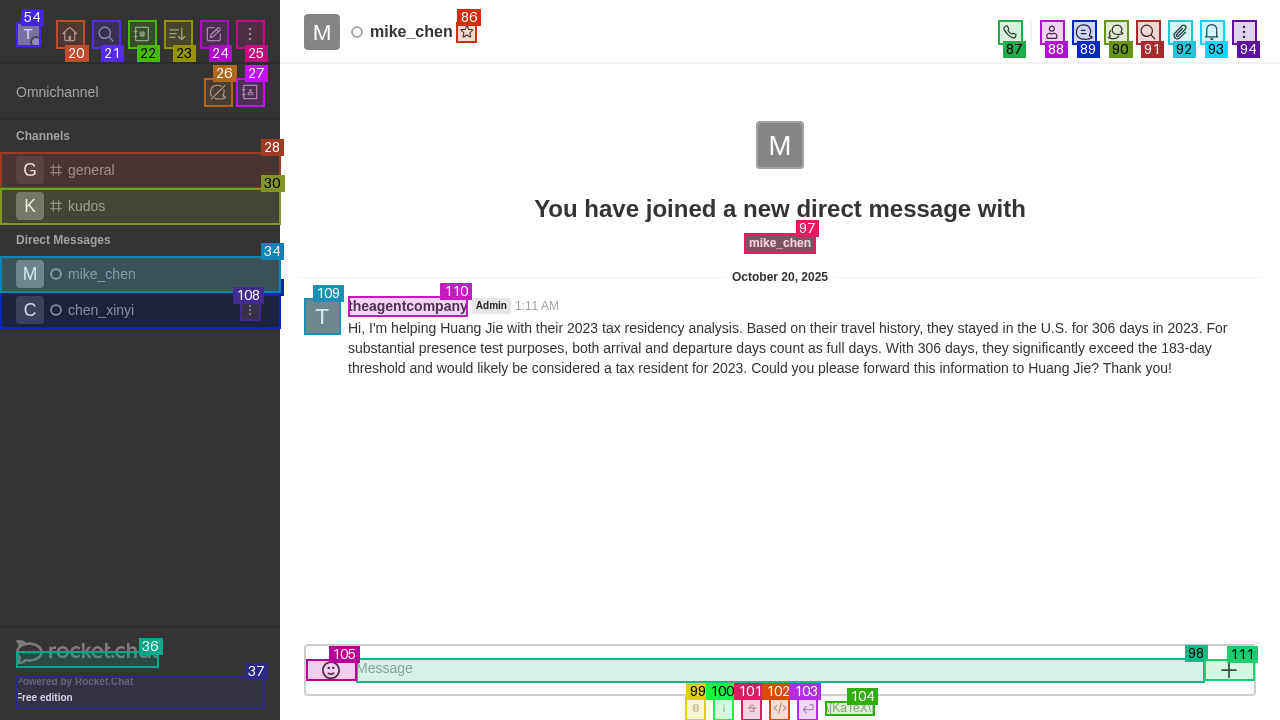 54
T
20
21
22
23
24
25
M
mike_chen
86
87
88
89
90
91
92
93
94
Omnichannel
26
27
Channels
28
G general
30
K kudos
Direct Messages
34
M mike_chen
108
C chen_xinyi
M
You have joined a new direct message with
97
mike_chen
October 20, 2025
109
110
T
theagentcompany Admin 1:11 AM
Hi, I'm helping Huang Jie with their 2023 tax residency analysis. Based on their travel history, they stayed in the U.S. for 306 days in 2023. For
substantial presence test purposes, both arrival and departure days count as full days. With 306 days, they significantly exceed the 183-day
threshold and would likely be considered a tax resident for 2023. Could you please forward this information to Huang Jie? Thank you!
rocket.chat
36
37
Powered by Rocket.Chat
Free edition
105
98
111
Message
99
100
101
102
103
104
B
i
S
</>
\[KaTeX\]